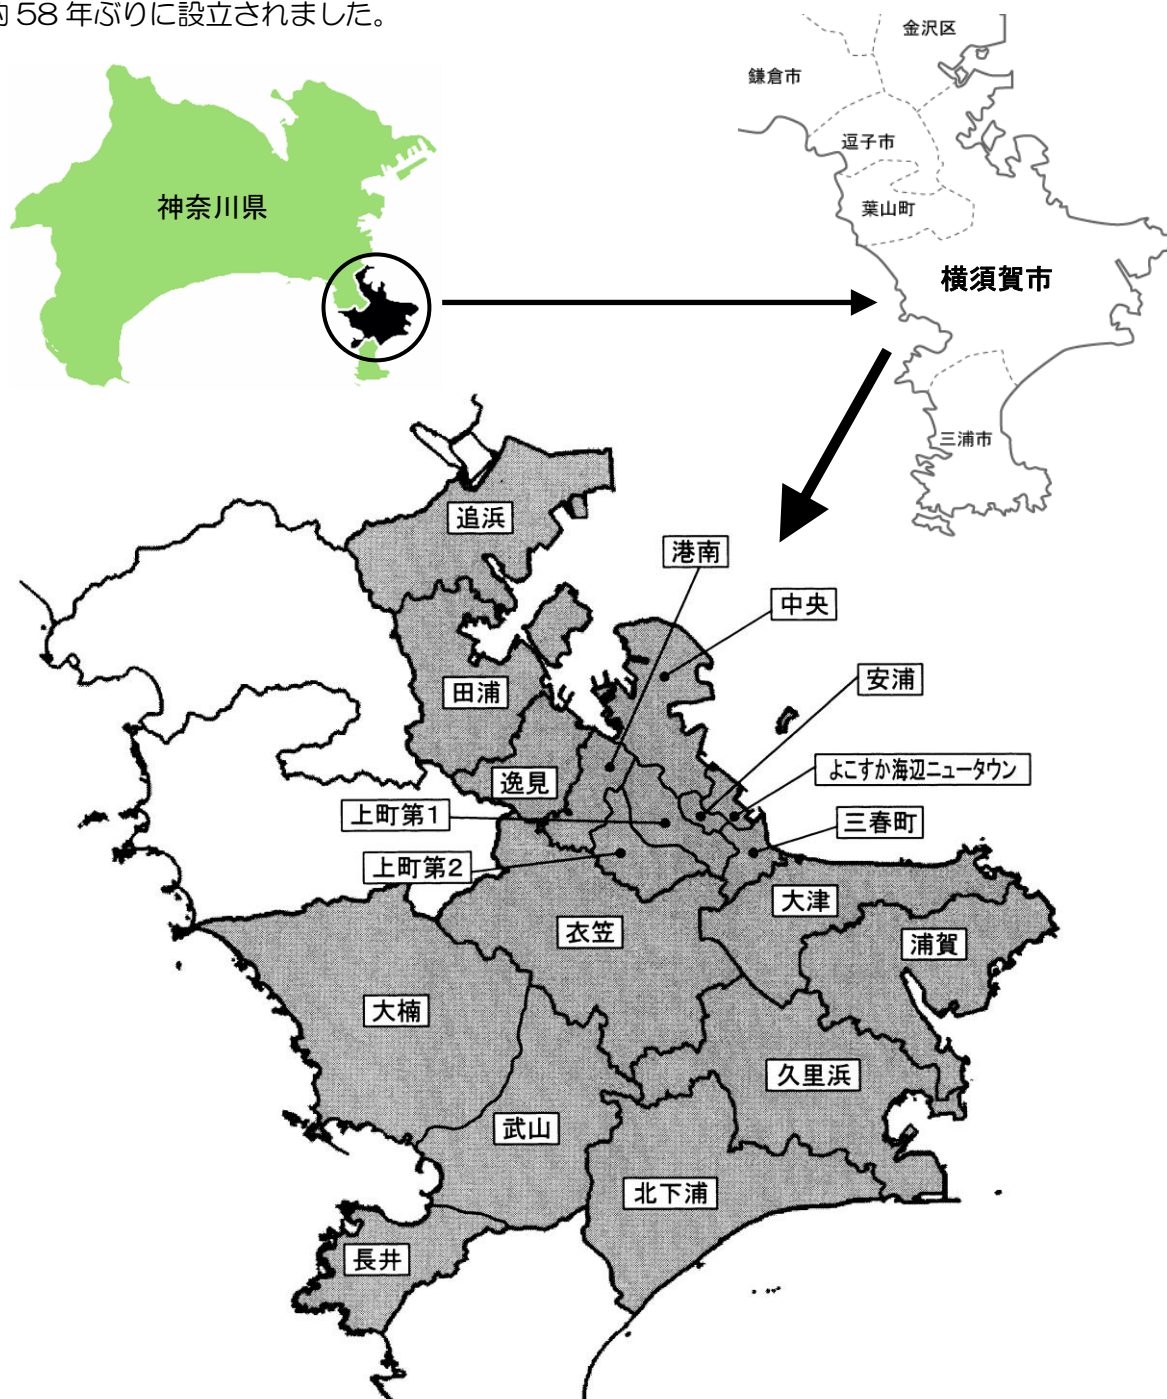 58 年ぶりに設立されました。
金沢区
鎌倉市
逗子市
神奈川県
葉山町
横須賀市
三浦市
追浜
港南
中央
安浦
田浦
よこすか海辺ニュータウン
逸見
上町第1
三春町
上町第2
大津
衣笠
浦賀
大楠
久里浜
武山
北下浦
長井